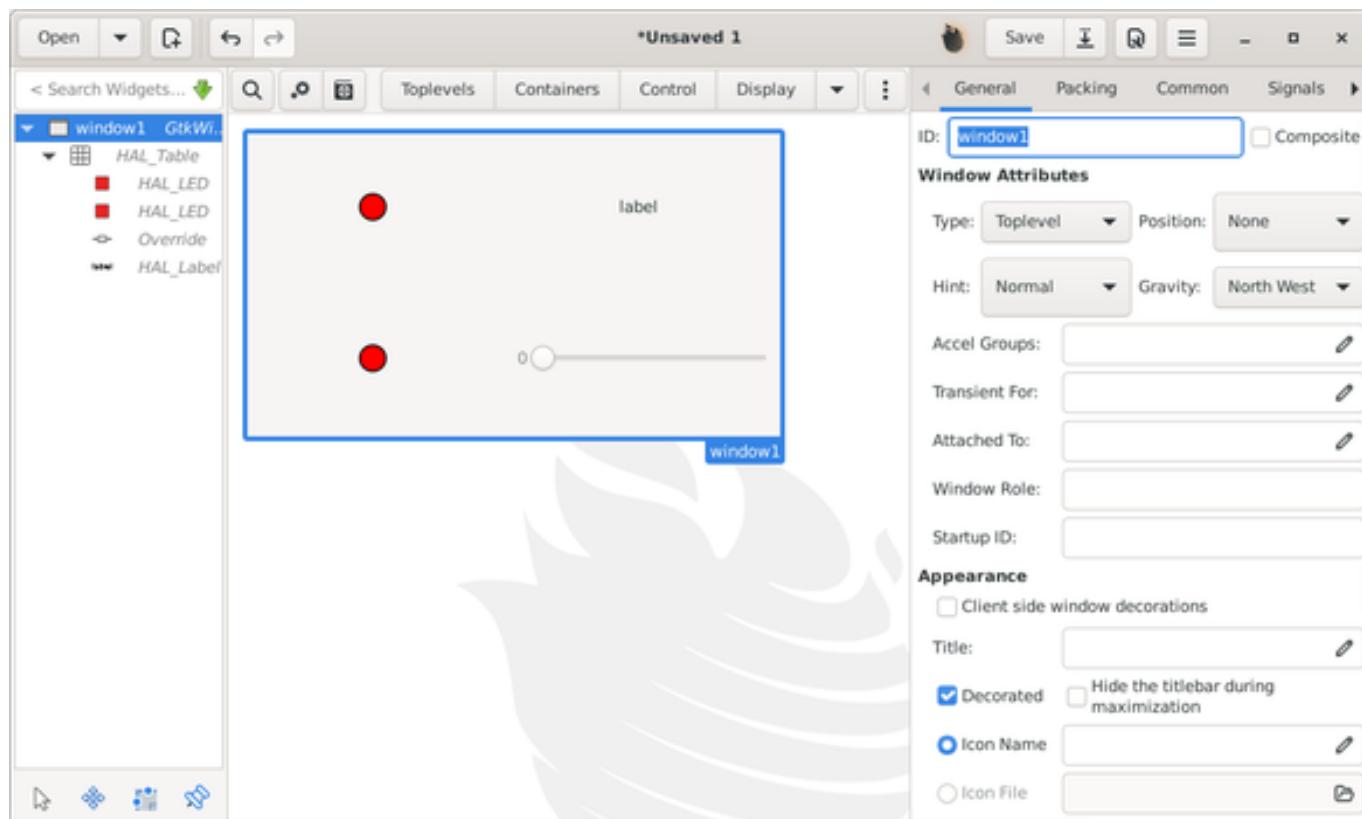 Open
*Unsaved 1
Save
< Search Widgets...
Toplevels Containers Control Display
General Packing Common Signals
window1 GtkWi..
HAL_Table
HAL_LED
HAL_LED
Override
HAL_Label
label
0
window1
ID: window1 Composite
Window Attributes
Type: Toplevel Position: None
Hint: Normal Gravity: North West
Accel Groups:
Transient For:
Attached To:
Window Role:
Startup ID:
Appearance
Client side window decorations
Title:
Decorated Hide the titlebar during
maximization
Icon Name
Icon File